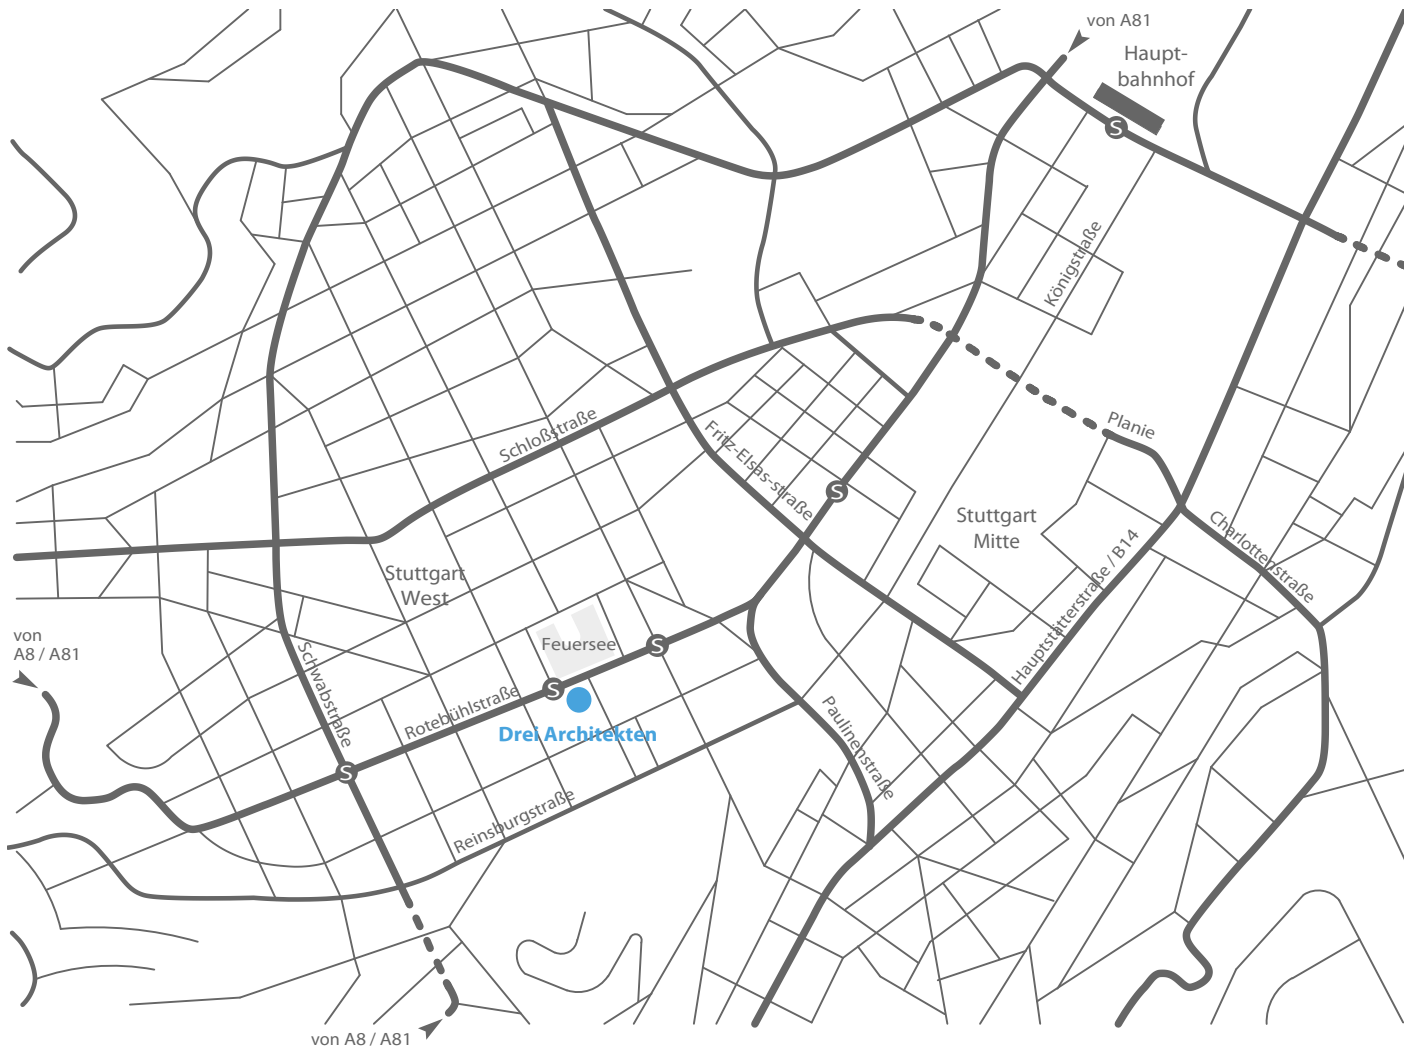 von A81
Haupt-
bahnhof
S
Königstraße
Planie
Schloßstraße
Fritz-Elsas-straße
S
Stuttgart
Mitte
Charlottenstraße
Hauptstätterstraße / B14
Stuttgart
West
von
A8 / A81
Feuersee
S
S
Schwabstraße
Rotebühlstraße
Drei Architekten
Paulinenstraße
S
Reinsburgstraße
von A8 / A81